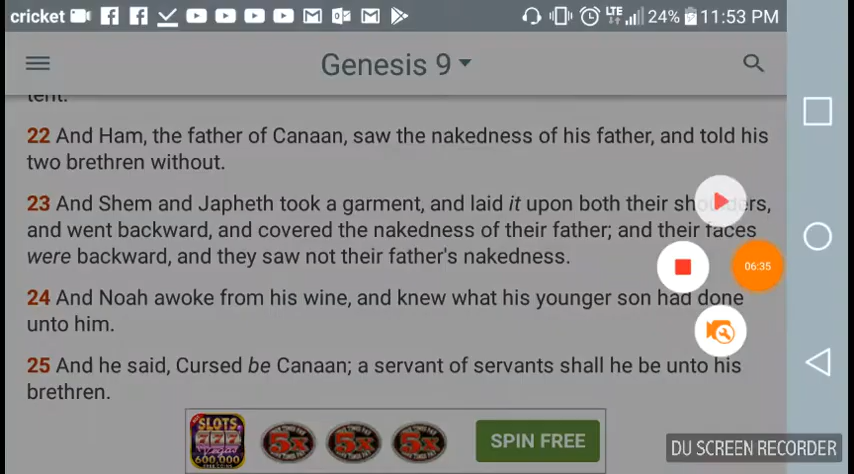 cricket LTE 24% 11:53 PM
Genesis 9
tent.
22 And Ham, the father of Canaan, saw the nakedness of his father, and told his
two brethren without.
23 And Shem and Japheth took a garment, and laid it upon both their shoulders,
and went backward, and covered the nakedness of their father; and their faces
were backward, and they saw not their father's nakedness.
24 And Noah awoke from his wine, and knew what his younger son had done
unto him.
25 And he said, Cursed be Canaan; a servant of servants shall he be unto his
brethren.
06:35
SLOTS
777
Vegas
600,000
5x 5x 5x
SPIN FREE
DU SCREEN RECORDER